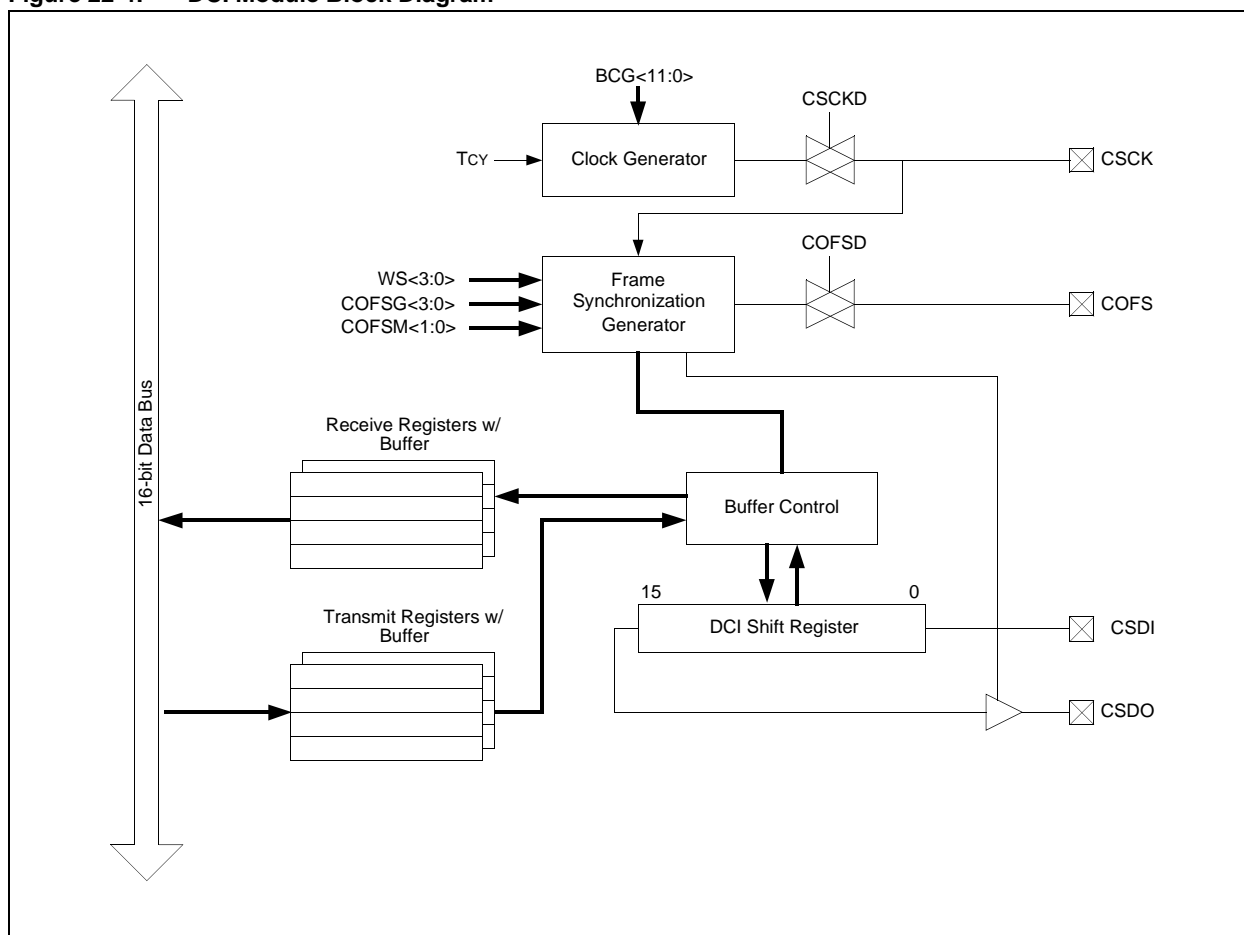 BCG<11:0>
CSCKD
TCY
Clock Generator
CSCK
COFSD
WS<3:0>
COFSG<3:0>
COFSM<1:0>
Frame
Synchronization
Generator
COFS
16-bit Data Bus
Receive Registers w/
Buffer
Buffer Control
15
0
DCI Shift Register
CSDI
Transmit Registers w/
Buffer
CSDO